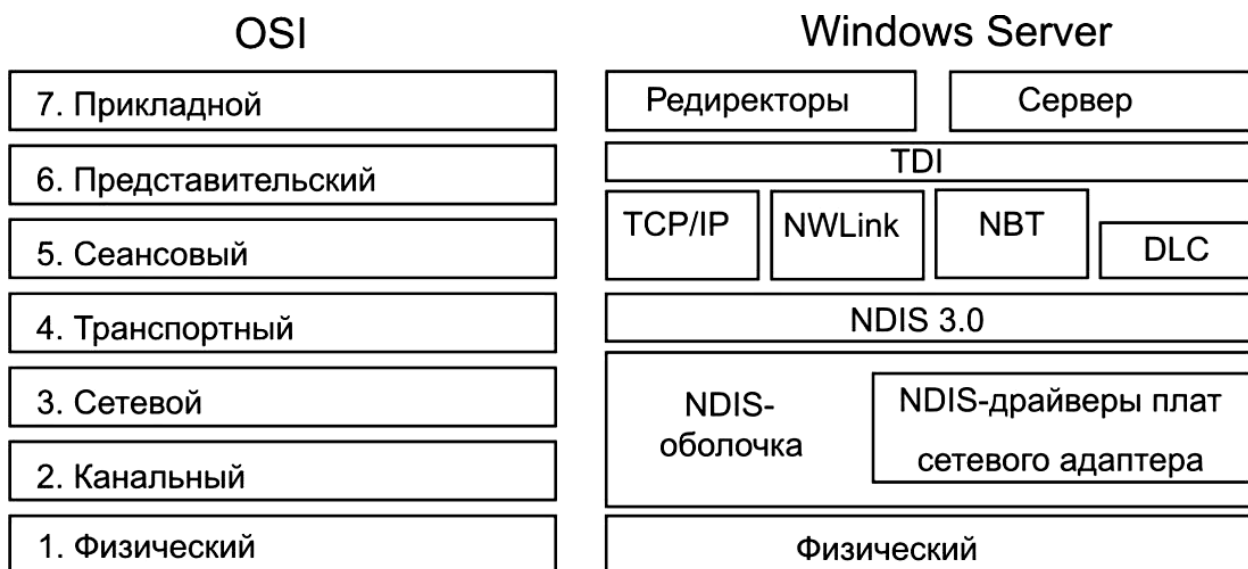 OSI
7. Прикладной
6. Представительский
5. Сеансовый
4. Транспортный
3. Сетевой
2. Канальный
1. Физический
Windows Server
Редиректоры
Сервер
TDI
TCP/IP
NWLink
NBT
DLC
NDIS 3.0
NDIS-
оболочка
NDIS-драйверы плат
сетевого адаптера
Физический